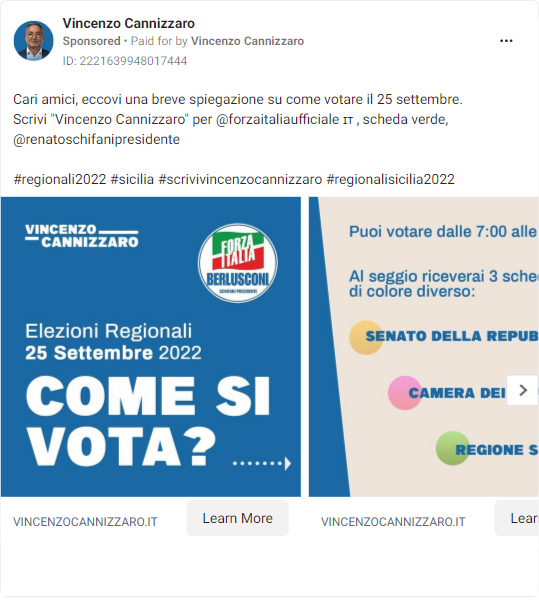 Vincenzo Cannizzaro
Sponsored • Paid for by Vincenzo Cannizzaro
ID: 2221639948017444
Cari amici, eccovi una breve spiegazione su come votare il 25 settembre.
Scrivi "Vincenzo Cannizzaro" per @forzaitaliaufficiale IT , scheda verde,
@renatoschifanipresidente
#regionali2022 #sicilia #scrivivincenzocannizzaro #regionalisicilia2022
VINCENZO
CANNIZZARO
FORZA
ITALIA
BERLUSCONI
SCHIFANI PRESIDENTE
Elezioni Regionali
25 Settembre 2022
COME SI
VOTA?
Puoi votare dalle 7:00 alle
Al seggio riceverai 3 sche
di colore diverso:
SENATO DELLA REPUB
CAMERA DEI
REGIONE S
VINCENZOCANNIZZARO.IT
Learn More
VINCENZOCANNIZZARO.IT
Lear